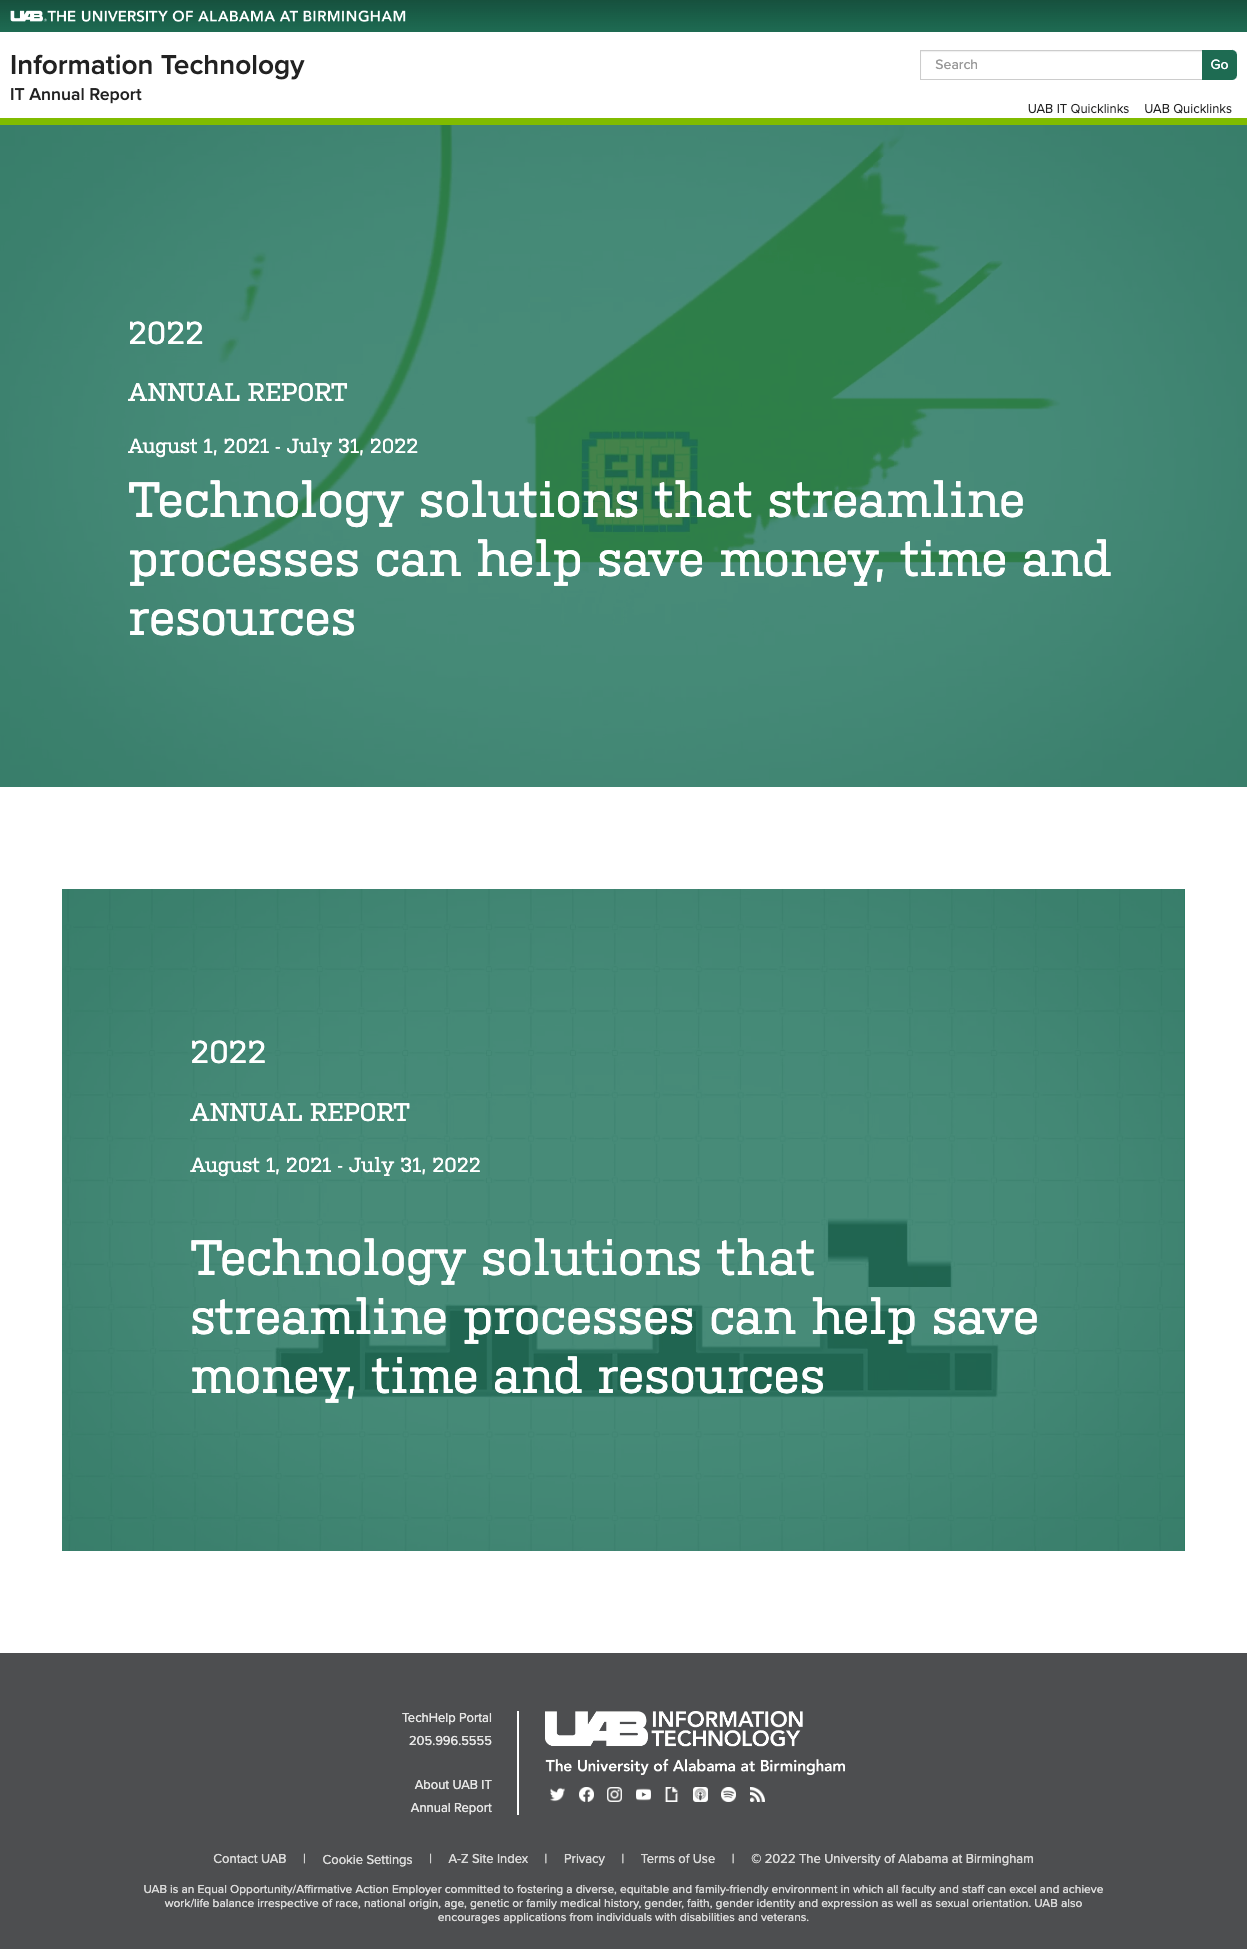 UAB THE UNIVERSITY OF ALABAMA AT BIRMINGHAM
Information Technology
IT Annual Report
Search
Go
UAB IT Quicklinks
UAB Quicklinks
2022
ANNUAL REPORT
August 1, 2021 - July 31, 2022
Technology solutions that streamline
processes can help save money, time and
resources
2022
ANNUAL REPORT
August 1, 2021 - July 31, 2022
Technology solutions that
streamline processes can help save
money, time and resources
TechHelp Portal
205.996.5555
About UAB IT
Annual Report
UAB INFORMATION
TECHNOLOGY
The University of Alabama at Birmingham
Contact UAB | Cookie Settings | A-Z Site Index | Privacy | Terms of Use | © 2022 The University of Alabama at Birmingham
UAB is an Equal Opportunity/Affirmative Action Employer committed to fostering a diverse, equitable and family-friendly environment in which all faculty and staff can excel and achieve
work/life balance irrespective of race, national origin, age, genetic or family medical history, gender, faith, gender identity and expression as well as sexual orientation. UAB also
encourages applications from individuals with disabilities and veterans.